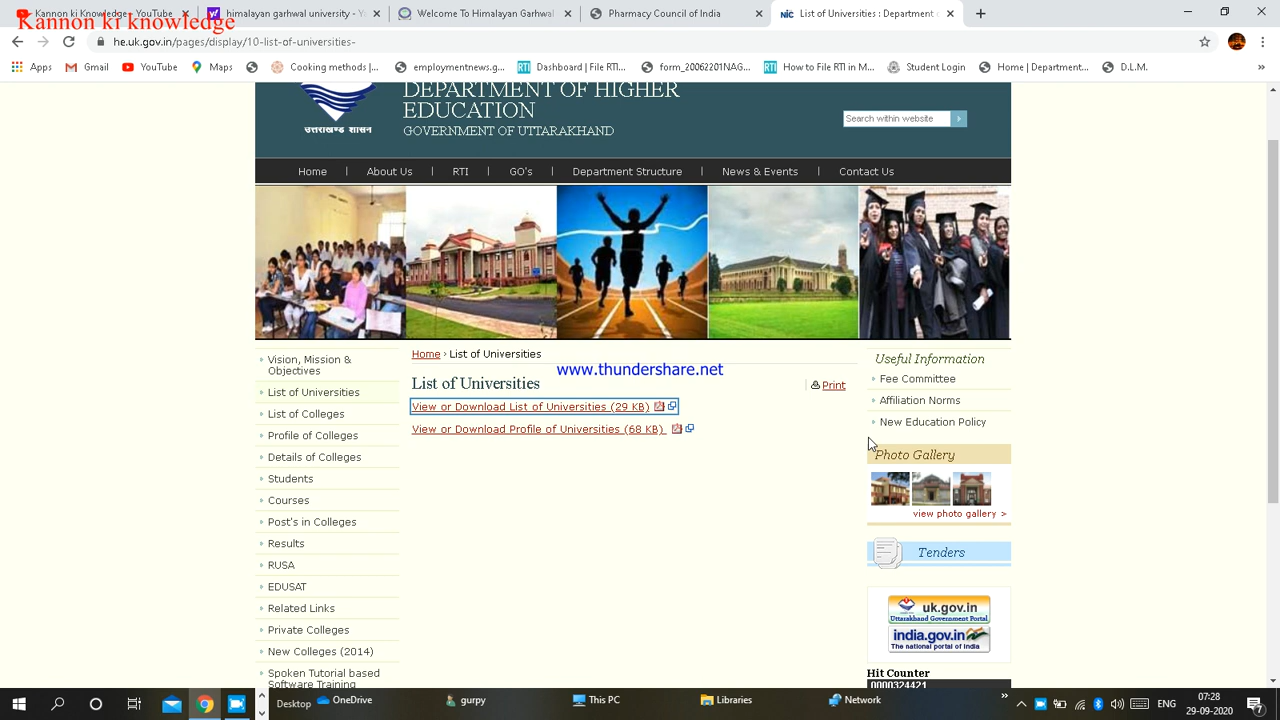 Kannon ki knowledge - YouTube
himalayan garhwal university -
Welcome To Himalayan Garhwal
Pharmacy Council of India
List of Universities : Department
he.uk.gov.in/pages/display/10-list-of-universities-
Apps
Gmail
YouTube
Maps
Cooking methods |...
employmentnews.g...
Dashboard | File RTI...
form_20062201NAG...
How to File RTI in M...
Student Login
Home | Department...
D.L.M.
»
उत्तराखण्ड शासन
DEPARTMENT OF HIGHER
EDUCATION
GOVERNMENT OF UTTARAKHAND
Search within website
Home | About Us | RTI | GO's | Department Structure | News & Events | Contact Us
Vision, Mission &
Objectives
List of Universities
List of Colleges
Profile of Colleges
Details of Colleges
Students
Courses
Post's in Colleges
Results
RUSA
EDUSAT
Related Links
Private Colleges
New Colleges (2014)
Spoken Tutorial based
Software Training
Home › List of Universities
www.thundershare.net
List of Universities
Print
View or Download List of Universities (29 KB)
View or Download Profile of Universities (68 KB)
Useful Information
Fee Committee
Affiliation Norms
New Education Policy
Photo Gallery
view photo gallery >
Tenders
uk.gov.in
Uttarakhand Government Portal
india.gov.in
The national portal of India
Hit Counter
0000324421
Desktop
OneDrive
gurpy
This PC
Libraries
Network
»
ENG
07:28
29-09-2020